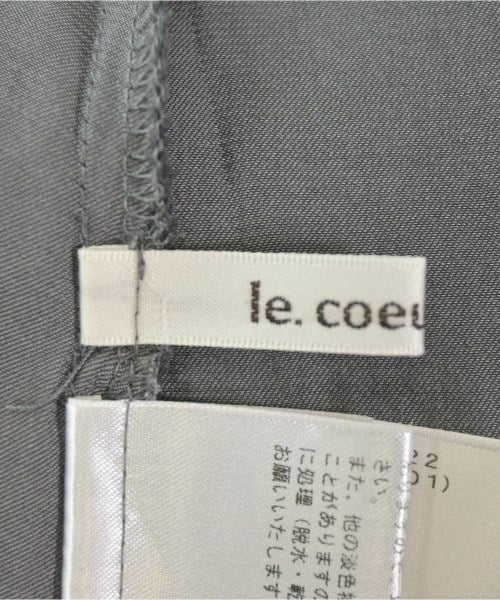 le. coeu
さい。
また、他の淡色
ことがありますの
に処理（脱水・乾
お願いいたします
2
01)